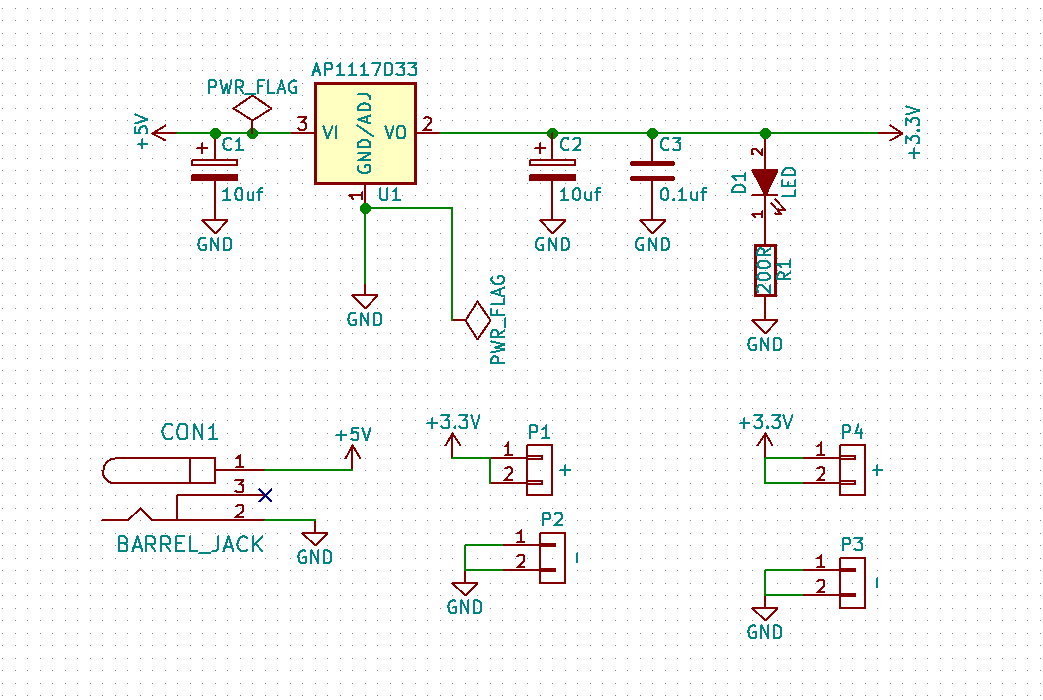 AP1117D33
PWR_FLAG
+5V
3
VI
GND/ADJ
VO
2
1
U1
+
C1
10uf
GND
GND
PWR_FLAG
+
C2
10uf
GND
C3
0.1uf
GND
2
D1
LED
1
200R
R1
GND
+3.3V
CON1
1
3
2
BARREL_JACK
+5V
GND
+3.3V
P1
1
2
+
P2
1
2
-
GND
+3.3V
P4
1
2
+
P3
1
2
-
GND